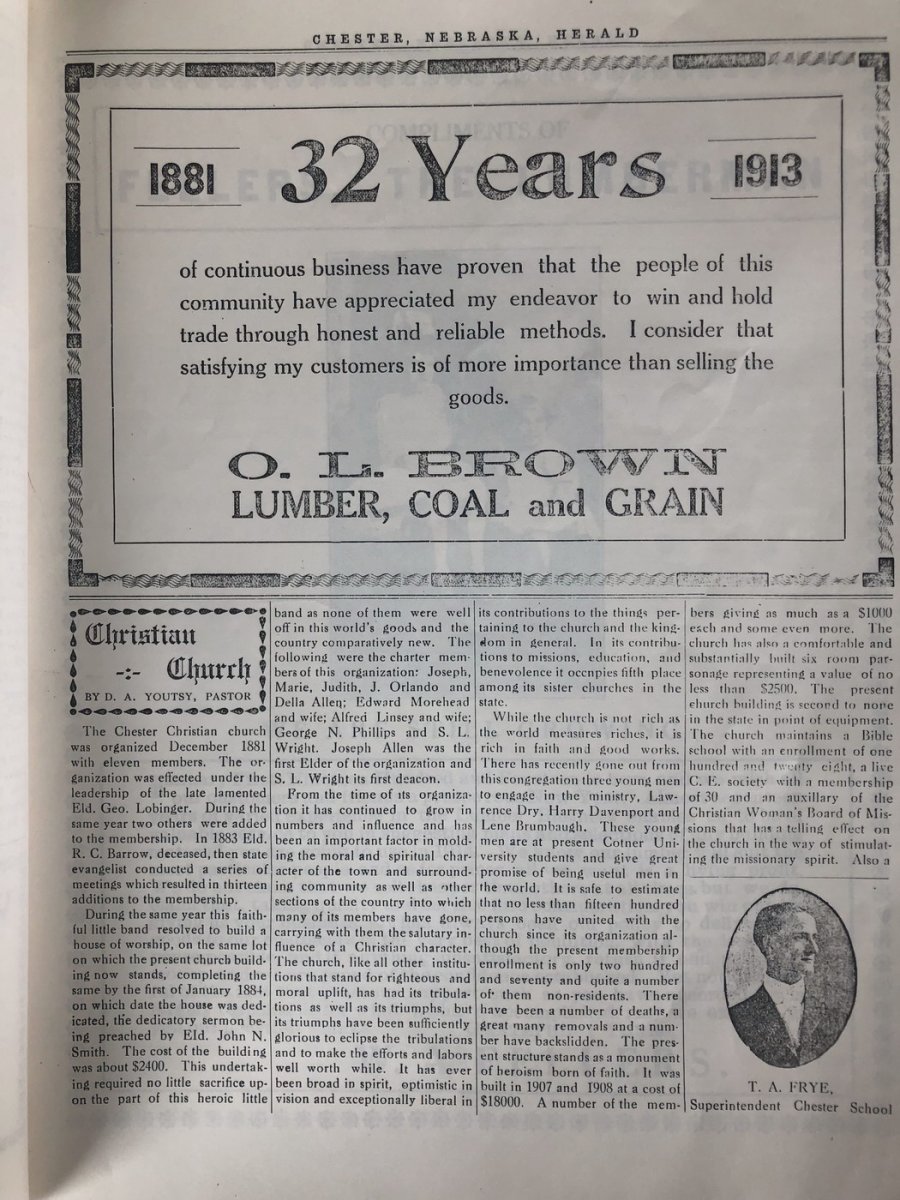 CHESTER, NEBRASKA, HERALD
1881 32 Years 1913
of continuous business have proven that the people of this
community have appreciated my endeavor to win and hold
trade through honest and reliable methods. I consider that
satisfying my customers is of more importance than selling the
goods.
O. L. BROWN
LUMBER, COAL and GRAIN
Christian
-:- Church
BY D. A. YOUTSY, PASTOR
The Chester Christian church
was organized December 1881
with eleven members. The or-
ganization was effected under the
leadership of the late lamented
Eld. Geo. Lobinger. During the
same year two others were added
to the membership. In 1883 Eld.
R. C. Barrow, deceased, then state
evangelist conducted a series of
meetings which resulted in thirteen
additions to the membership.
During the same year this faith-
ful little band resolved to build a
house of worship, on the same lot
on which the present church build-
ing now stands, completing the
same by the first of January 1884,
on which date the house was ded-
icated, the dedicatory sermon be-
ing preached by Eld. John N.
Smith. The cost of the building
was about $2400. This undertak-
ing required no little sacrifice up-
on the part of this heroic little
band as none of them were well
off in this world's goods and the
country comparatively new. The
following were the charter mem-
bers of this organization: Joseph,
Marie, Judith, J. Orlando and
Della Allen; Edward Morehead
and wife; Alfred Linsey and wife;
George N. Phillips and S. L.
Wright. Joseph Allen was the
first Elder of the organization and
S. L. Wright its first deacon.
From the time of its organiza-
tion it has continued to grow in
numbers and influence and has
been an important factor in mold-
ing the moral and spiritual char-
acter of the town and surround-
ing community as well as other
sections of the country into which
many of its members have gone,
carrying with them the salutary in-
fluence of a Christian character.
The church, like all other institu-
tions that stand for righteous and
moral uplift, has had its tribula-
tions as well as its triumphs, but
its triumphs have been sufficiently
glorious to eclipse the tribulations
and to make the efforts and labors
well worth while. It has ever
been broad in spirit, optimistic in
vision and exceptionally liberal in
its contributions to the things per-
taining to the church and the king-
dom in general. In its contribu-
tions to missions, education, and
benevolence it occnpies fifth place
among its sister churches in the
state.
While the church is not rich as
the world measures riches, it is
rich in faith and good works.
There has recently gone out from
this congregation three young men
to engage in the ministry, Law-
rence Dry, Harry Davenport and
Lene Brumbaugh. These young
men are at present Cotner Uni-
versity students and give great
promise of being useful men in
the world. It is safe to estimate
that no less than fifteen hundred
persons have united with the
church since its organization al-
though the present membership
enrollment is only two hundred
and seventy and quite a number
of them non-residents. There
have been a number of deaths, a
great many removals and a num-
ber have backslidden. The pres-
ent structure stands as a monument
of heroism born of faith. It was
built in 1907 and 1908 at a cost of
$18000. A number of the mem-
bers giving as much as a $1000
each and some even more. The
church has also a comfortable and
substantially built six room par-
sonage representing a value of no
less than $2500. The present
church building is second to none
in the state in point of equipment.
The church maintains a Bible
school with an enrollment of one
hundred and twenty eight, a live
C. E. society with a membership
of 30 and an auxillary of the
Christian Woman's Board of Mis-
sions that has a telling effect on
the church in the way of stimulat-
ing the missionary spirit. Also a
T. A. FRYE,
Superintendent Chester School